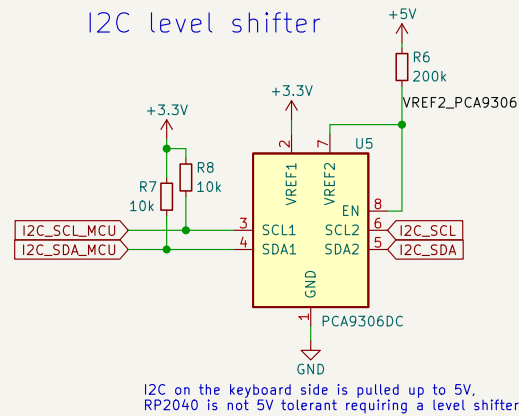 I2C level shifter
+5V
R6
200k
VREF2_PCA9306
+3.3V
+3.3V
R8
10k
R7
10k
2
7
U5
VREF1
VREF2
EN
8
I2C_SCL_MCU
3
SCL1
SCL2
6
I2C_SCL
I2C_SDA_MCU
4
SDA1
SDA2
5
I2C_SDA
GND
1
PCA9306DC
GND
I2C on the keyboard side is pulled up to 5V,
RP2040 is not 5V tolerant requiring a level shifter